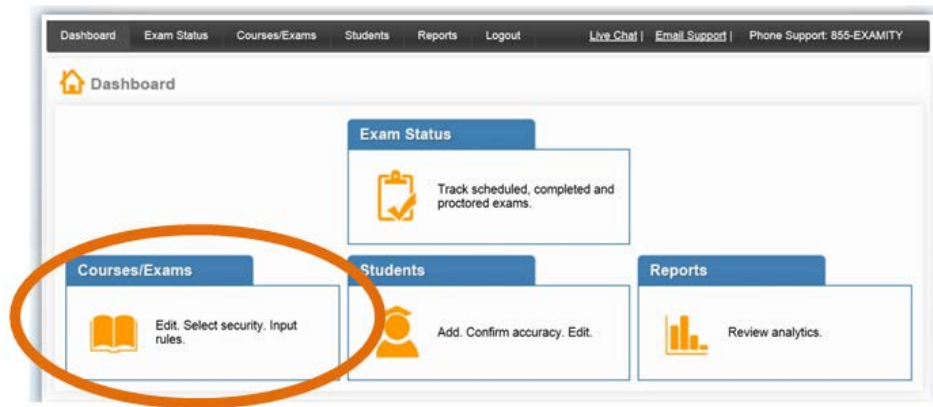 Dashboard Exam Status Courses/Exams Students Reports Logout Live Chat | Email Support | Phone Support: 855-EXAMITY
Dashboard
Exam Status
Track scheduled, completed and
proctored exams.
Courses/Exams
Edit. Select security. Input
rules.
Students
Add. Confirm accuracy. Edit.
Reports
Review analytics.